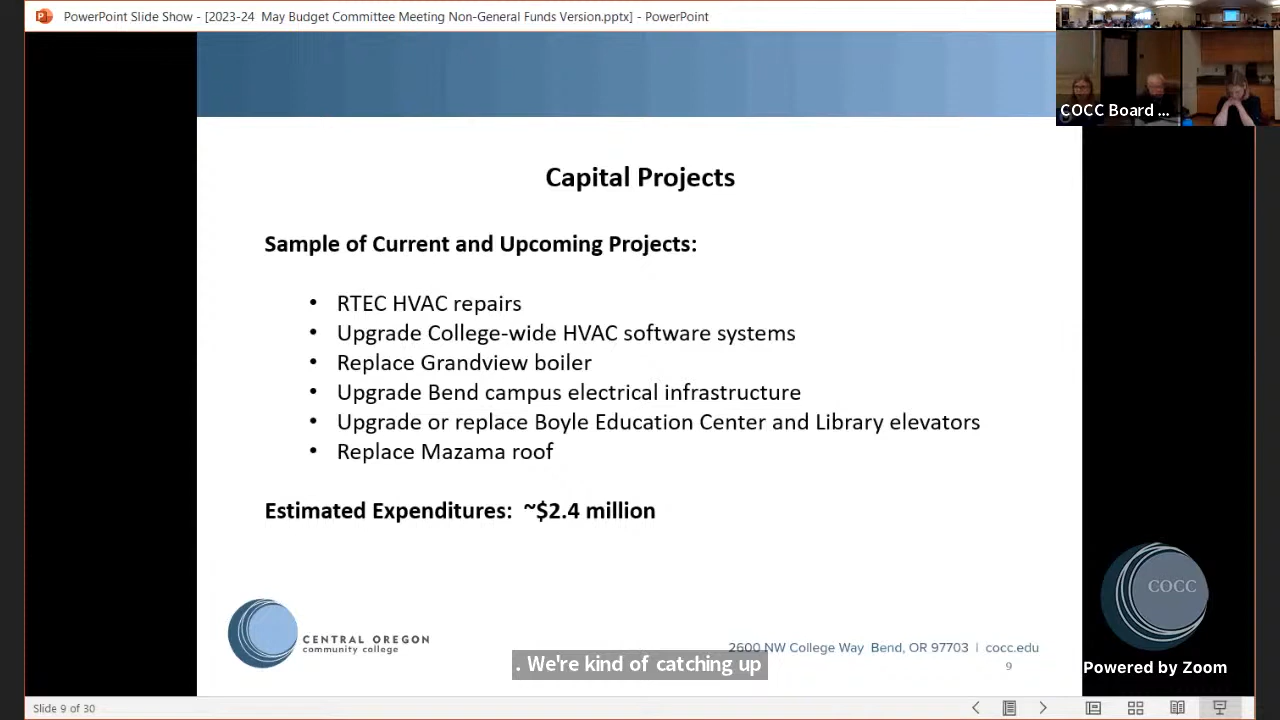 PowerPoint Slide Show - [2023-24  May Budget Committee Meeting Non-General Funds Version.pptx] - PowerPoint
COCC Board ...
Capital Projects
Sample of Current and Upcoming Projects:
• RTEC HVAC repairs
• Upgrade College-wide HVAC software systems
• Replace Grandview boiler
• Upgrade Bend campus electrical infrastructure
• Upgrade or replace Boyle Education Center and Library elevators
• Replace Mazama roof
Estimated Expenditures:  ~$2.4 million
COCC
CENTRAL OREGON
community college
2600 NW College Way  Bend, OR 97703  |  cocc.edu
9
. We're kind of catching up
Powered by Zoom
Slide 9 of 30